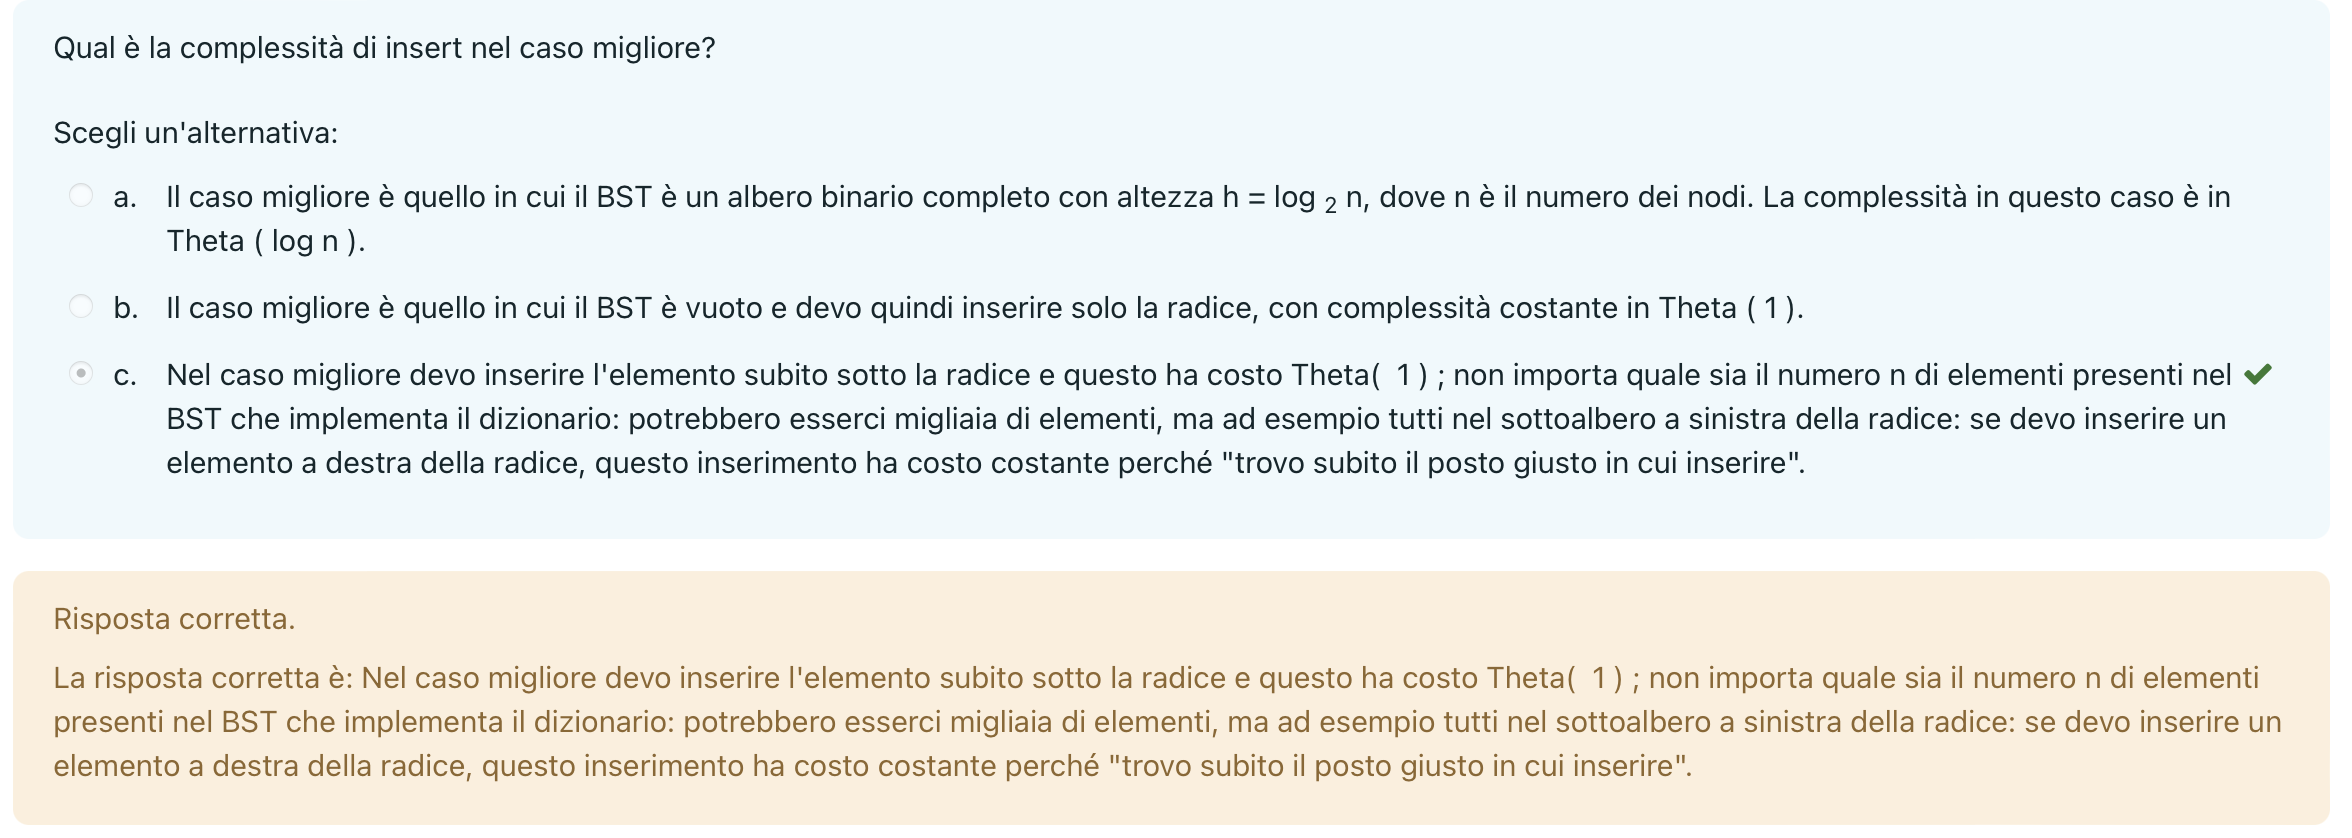 Qual è la complessità di insert nel caso migliore?
Scegli un'alternativa:
a. Il caso migliore è quello in cui il BST è un albero binario completo con altezza h = log 2 n, dove n è il numero dei nodi. La complessità in questo caso è in
Theta ( log n ).
b. Il caso migliore è quello in cui il BST è vuoto e devo quindi inserire solo la radice, con complessità costante in Theta ( 1 ).
c. Nel caso migliore devo inserire l'elemento subito sotto la radice e questo ha costo Theta( 1 ) ; non importa quale sia il numero n di elementi presenti nel
BST che implementa il dizionario: potrebbero esserci migliaia di elementi, ma ad esempio tutti nel sottoalbero a sinistra della radice: se devo inserire un
elemento a destra della radice, questo inserimento ha costo costante perché "trovo subito il posto giusto in cui inserire".
Risposta corretta.
La risposta corretta è: Nel caso migliore devo inserire l'elemento subito sotto la radice e questo ha costo Theta( 1 ) ; non importa quale sia il numero n di elementi
presenti nel BST che implementa il dizionario: potrebbero esserci migliaia di elementi, ma ad esempio tutti nel sottoalbero a sinistra della radice: se devo inserire un
elemento a destra della radice, questo inserimento ha costo costante perché "trovo subito il posto giusto in cui inserire".